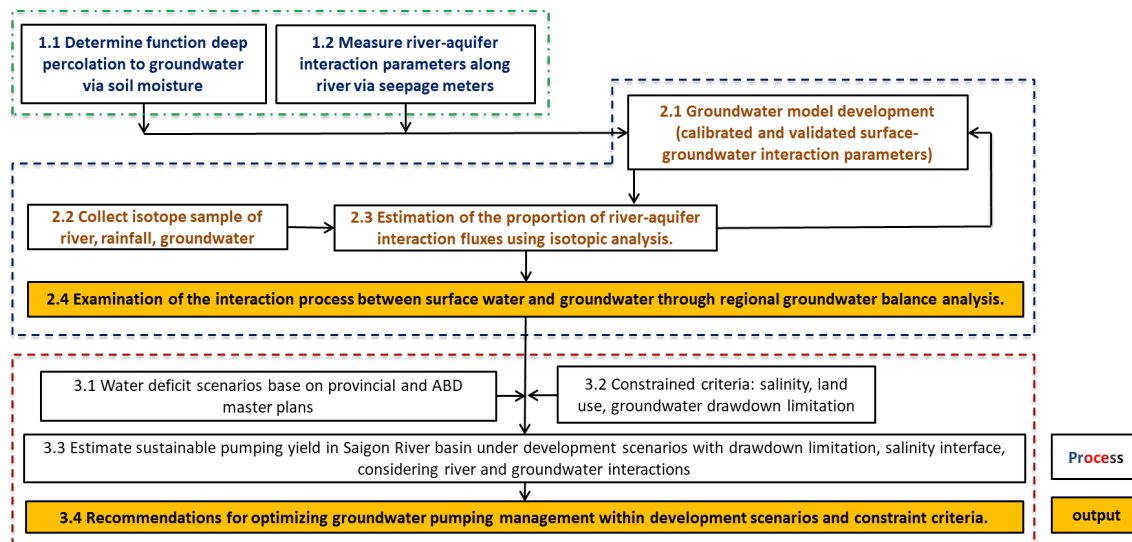 1.1 Determine function deep
percolation to groundwater
via soil moisture
1.2 Measure river-aquifer
interaction parameters along
river via seepage meters
2.1 Groundwater model development
(calibrated and validated surface-
groundwater interaction parameters)
2.2 Collect isotope sample of
river, rainfall, groundwater
2.3 Estimation of the proportion of river-aquifer
interaction fluxes using isotopic analysis.
2.4 Examination of the interaction process between surface water and groundwater through regional groundwater balance analysis.
3.1 Water deficit scenarios base on provincial and ABD
master plans
3.2 Constrained criteria: salinity, land
use, groundwater drawdown limitation
3.3 Estimate sustainable pumping yield in Saigon River basin under development scenarios with drawdown limitation, salinity interface,
considering river and groundwater interactions
Process
3.4 Recommendations for optimizing groundwater pumping management within development scenarios and constraint criteria.
output